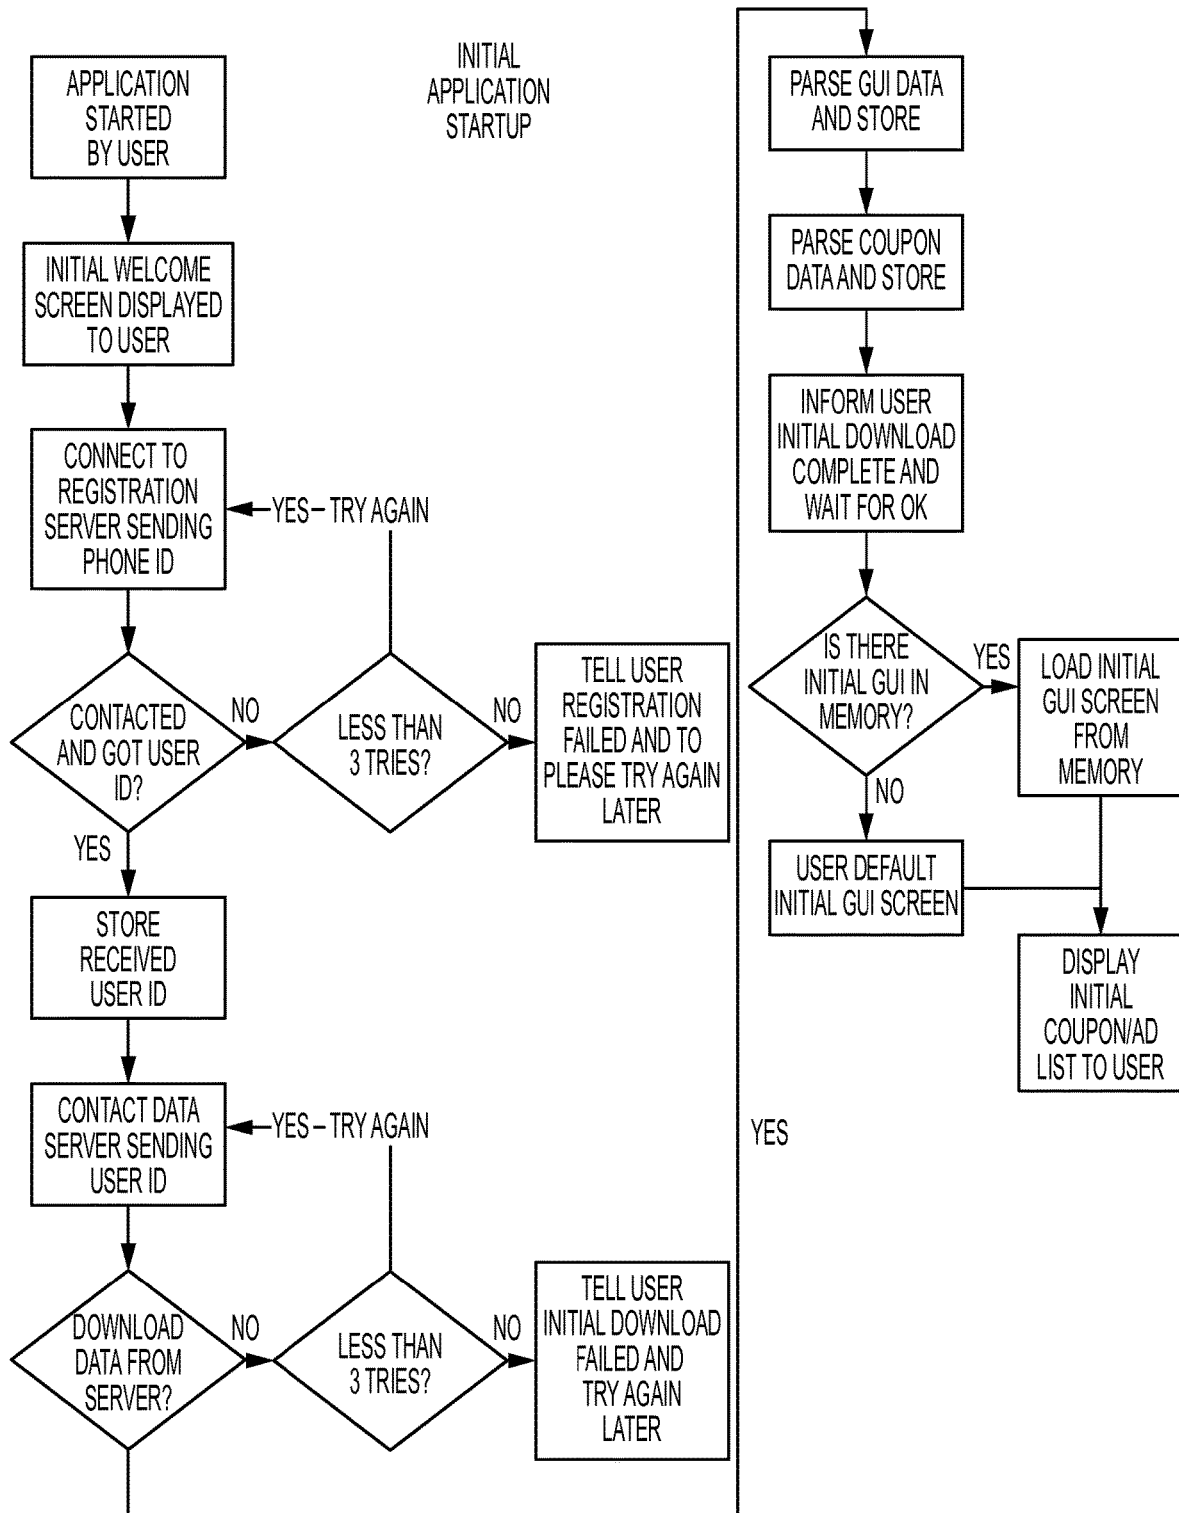 INITIAL
APPLICATION
STARTUP
APPLICATION
STARTED
BY USER
INITIAL WELCOME
SCREEN DISPLAYED
TO USER
CONNECT TO
REGISTRATION
SERVER SENDING
PHONE ID
YES – TRY AGAIN
CONTACTED
AND GOT USER
ID?
NO
LESS THAN
3 TRIES?
NO
TELL USER
REGISTRATION
FAILED AND TO
PLEASE TRY AGAIN
LATER
YES
STORE
RECEIVED
USER ID
CONTACT DATA
SERVER SENDING
USER ID
YES – TRY AGAIN
DOWNLOAD
DATA FROM
SERVER?
NO
LESS THAN
3 TRIES?
NO
TELL USER
INITIAL DOWNLOAD
FAILED AND
TRY AGAIN
LATER
YES
PARSE GUI DATA
AND STORE
PARSE COUPON
DATA AND STORE
INFORM USER
INITIAL DOWNLOAD
COMPLETE AND
WAIT FOR OK
IS THERE
INITIAL GUI IN
MEMORY?
YES
LOAD INITIAL
GUI SCREEN
FROM
MEMORY
NO
USER DEFAULT
INITIAL GUI SCREEN
DISPLAY
INITIAL
COUPON/AD
LIST TO USER